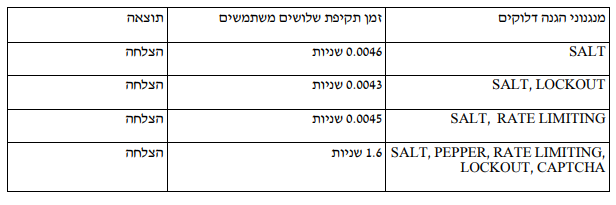 מנגנוני הגנה דלוקים	זמן תקיפת שלושים משתמשים	תוצאה
SALT	0.0046 שניות	הצלחה
SALT, LOCKOUT	0.0043 שניות	הצלחה
SALT, RATE LIMITING	0.0045 שניות	הצלחה
SALT, PEPPER, RATE LIMITING,	1.6 שניות	הצלחה
LOCKOUT, CAPTCHA